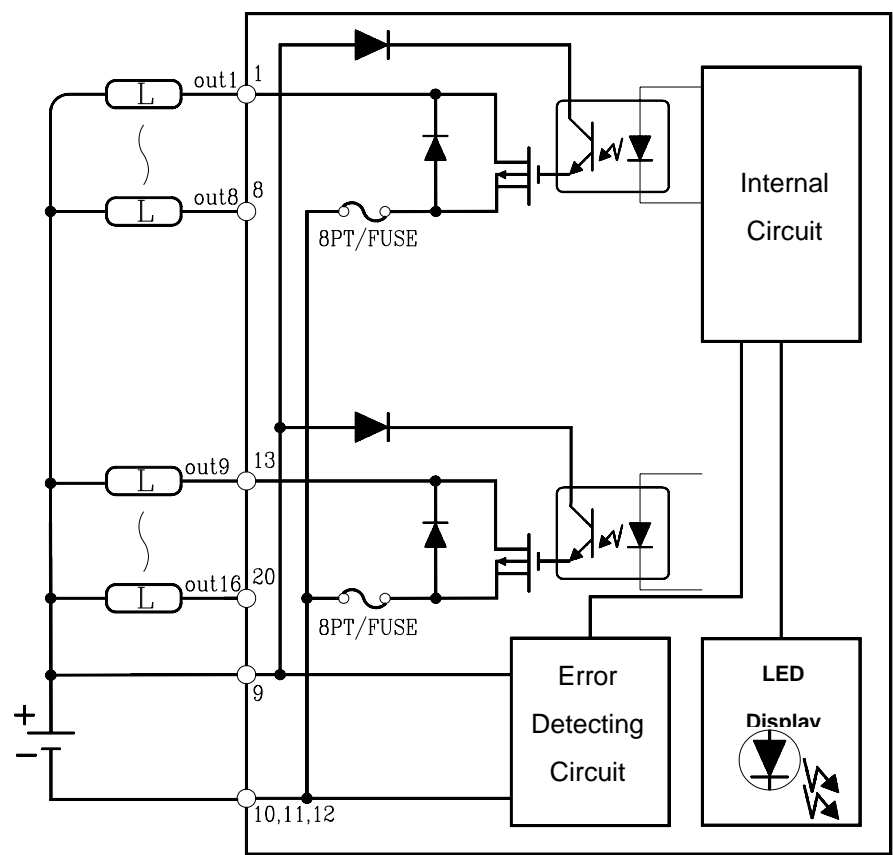 out1 1
L
out8 8
L
8PT/FUSE
Internal
Circuit
out9 13
L
out16 20
L
8PT/FUSE
9
+
−
10,11,12
Error
Detecting
Circuit
LED
Display